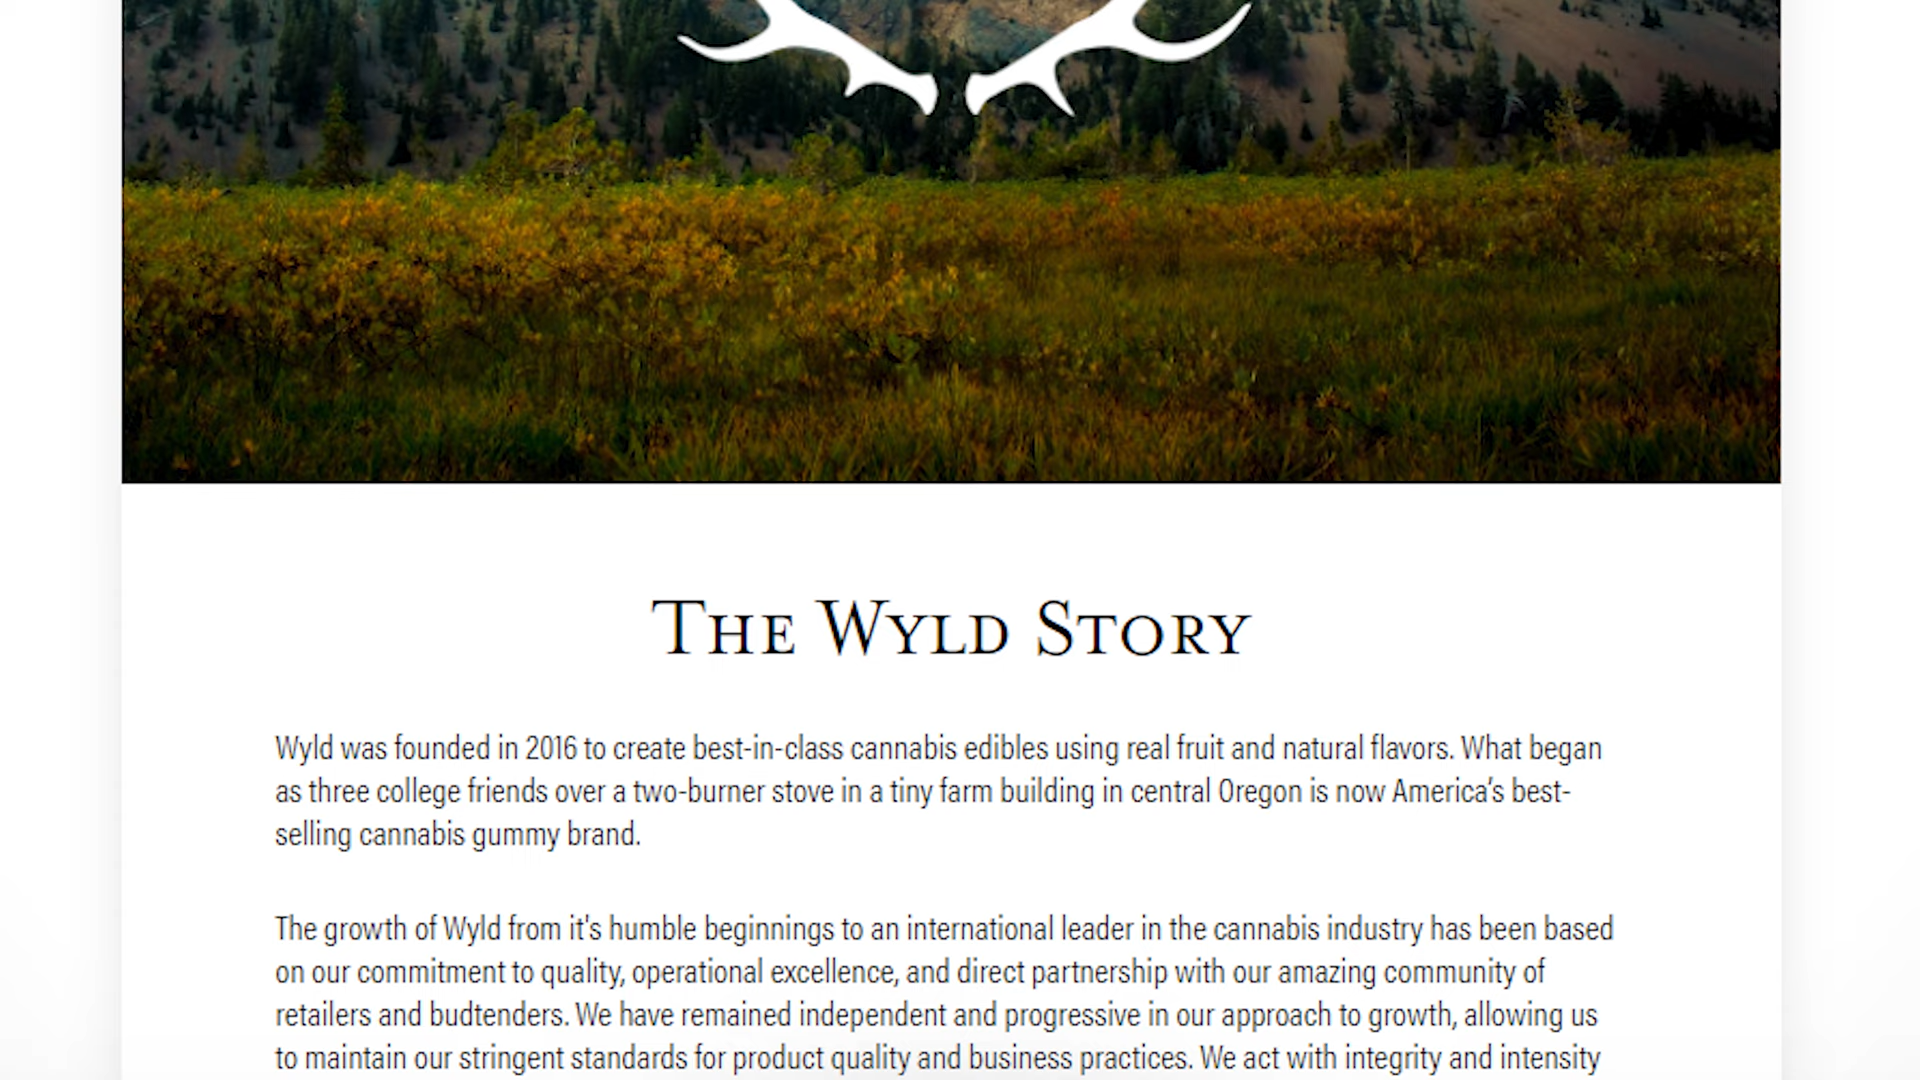 The Wyld Story
Wyld was founded in 2016 to create best-in-class cannabis edibles using real fruit and natural flavors. What began
as three college friends over a two-burner stove in a tiny farm building in central Oregon is now America's best-
selling cannabis gummy brand.
The growth of Wyld from it's humble beginnings to an international leader in the cannabis industry has been based
on our commitment to quality, operational excellence, and direct partnership with our amazing community of
retailers and budtenders. We have remained independent and progressive in our approach to growth, allowing us
to maintain our stringent standards for product quality and business practices. We act with integrity and intensity